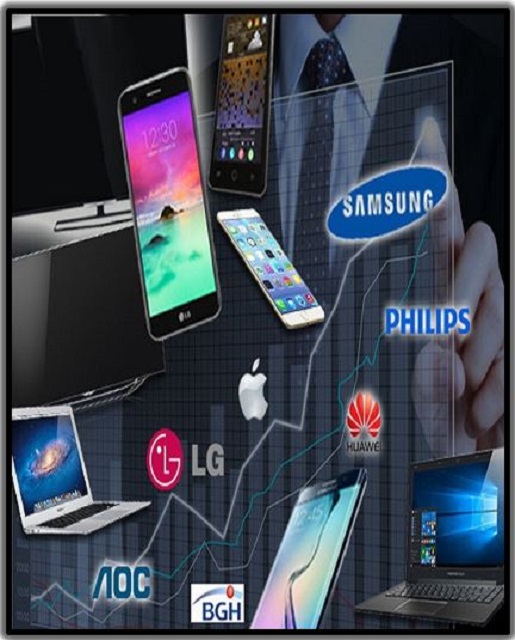 12:30
LG
SAMSUNG
PHILIPS
HUAWEI
LG
AOC
BGH